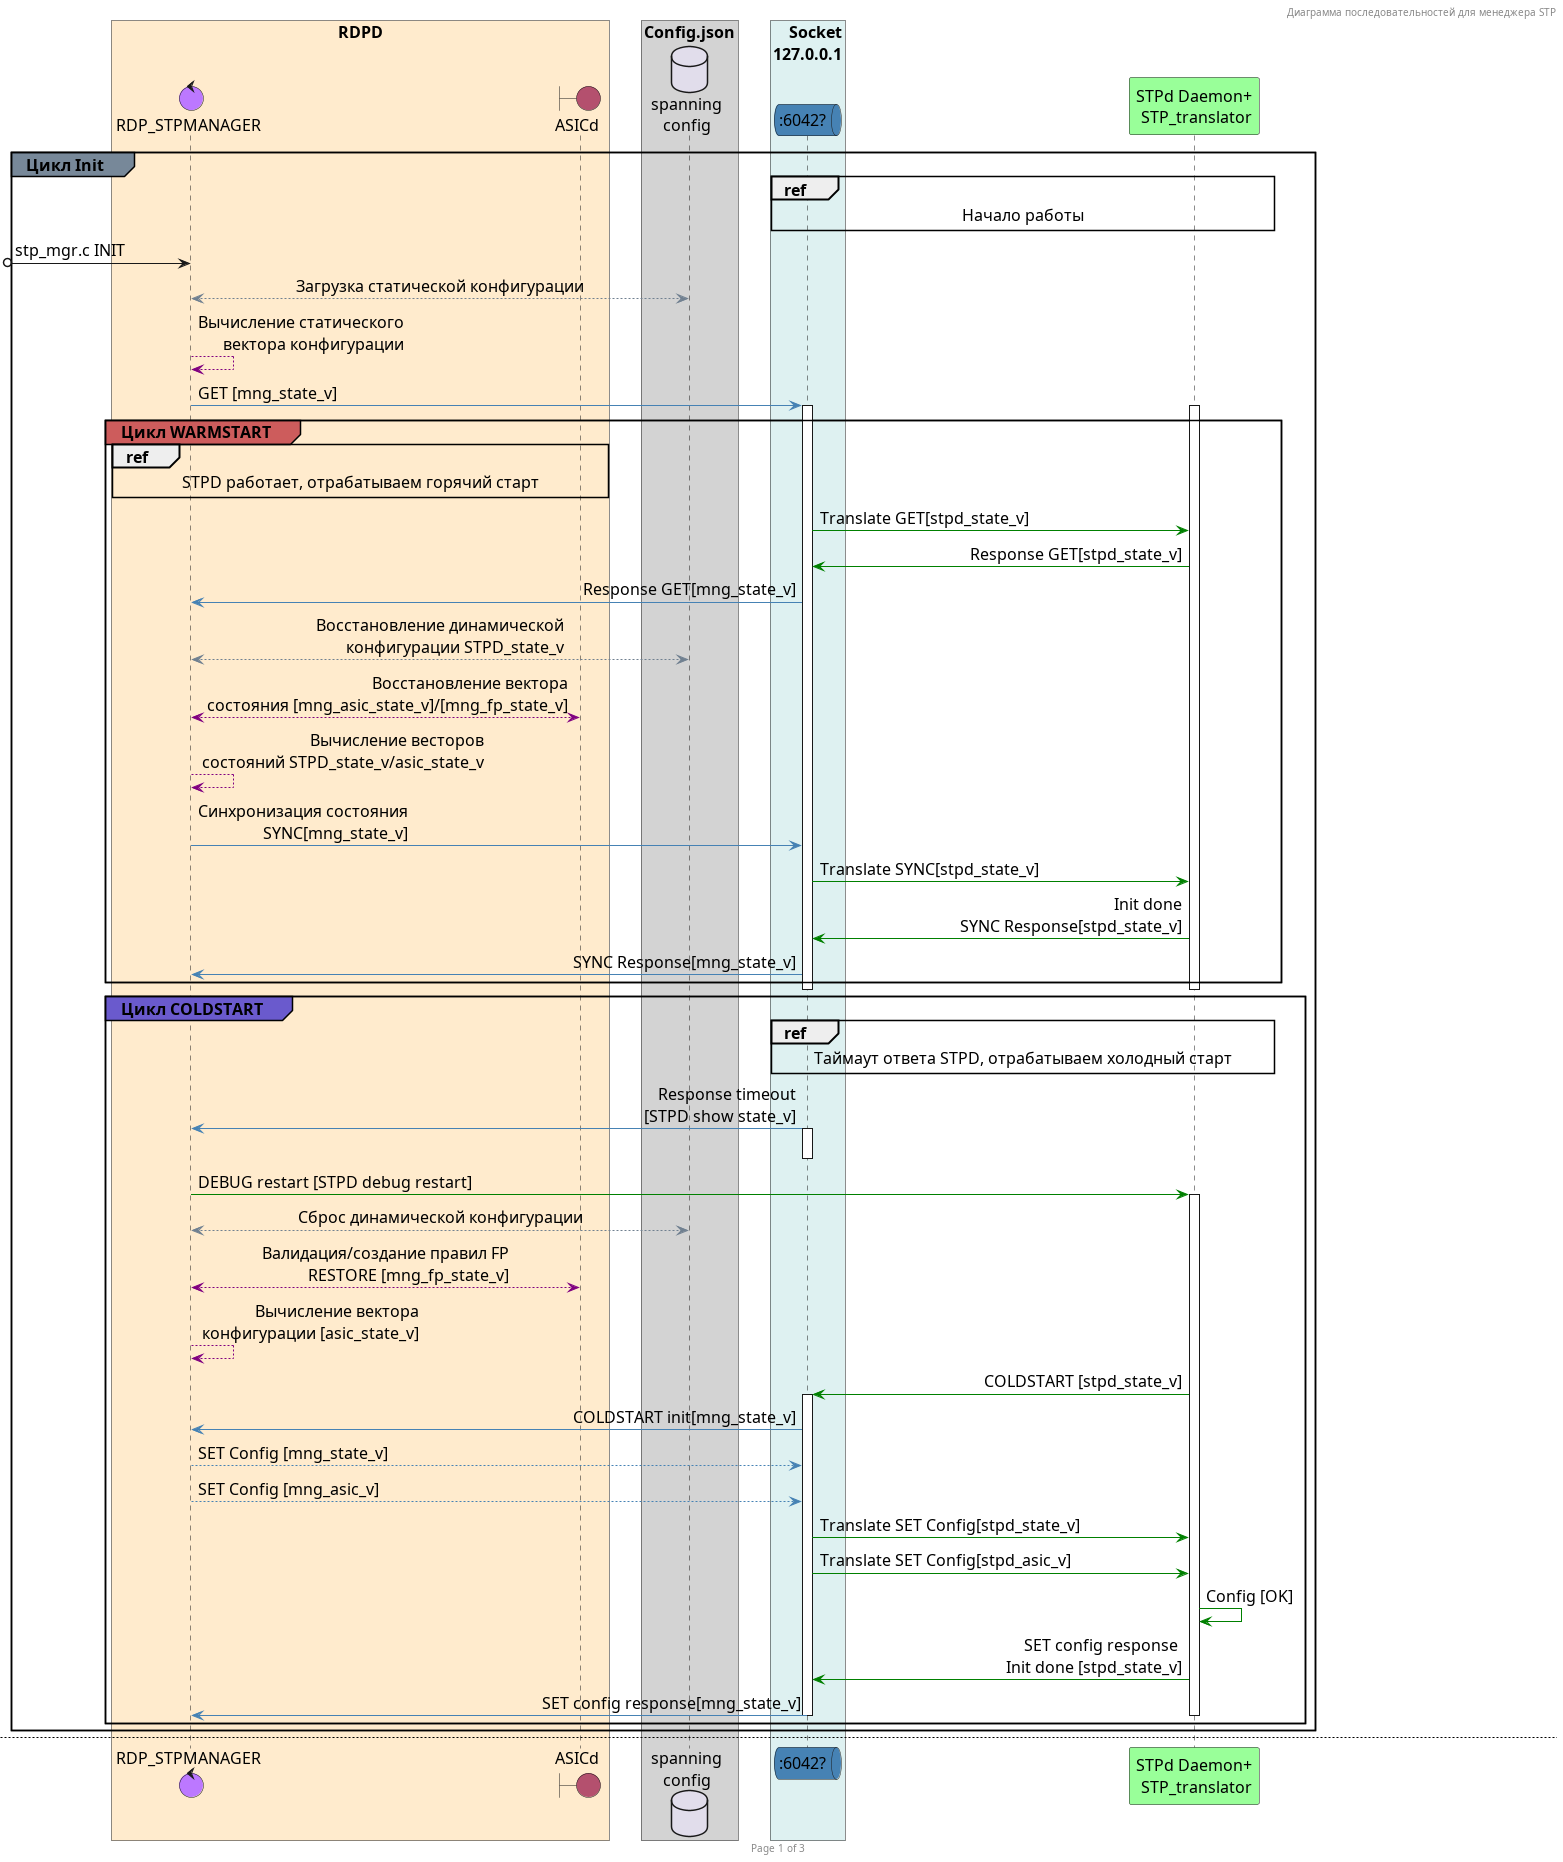 Диаграмма последовательностей для менеджера STP
RDPD
Config.json
Socket
127.0.0.1
RDP_STPMANAGER
ASICd
spanning
config
:6042?
STPd Daemon+
STP_translator
Цикл Init
ref
Начало работы
stp_mgr.c INIT
Загрузка статической конфигурации
Вычисление статического
вектора конфигурации
GET [mng_state_v]
Цикл WARMSTART
ref
STPD работает, отрабатываем горячий старт
Translate GET[stpd_state_v]
Response GET[stpd_state_v]
Response GET[mng_state_v]
Восстановление динамической
конфигурации STPD_state_v
Восстановление вектора
состояния [mng_asic_state_v]/[mng_fp_state_v]
Вычисление весторов
состояний STPD_state_v/asic_state_v
Синхронизация состояния
SYNC[mng_state_v]
Translate SYNC[stpd_state_v]
Init done
SYNC Response[stpd_state_v]
SYNC Response[mng_state_v]
Цикл COLDSTART
ref
Таймаут ответа STPD, отрабатываем холодный старт
Response timeout
[STPD show state_v]
DEBUG restart [STPD debug restart]
Сброс динамической конфигурации
Валидация/создание правил FP
RESTORE [mng_fp_state_v]
Вычисление вектора
конфигурации [asic_state_v]
COLDSTART [stpd_state_v]
COLDSTART init[mng_state_v]
SET Config [mng_state_v]
SET Config [mng_asic_v]
Translate SET Config[stpd_state_v]
Translate SET Config[stpd_asic_v]
Config [OK]
SET config response
Init done [stpd_state_v]
SET config response[mng_state_v]
RDP_STPMANAGER
ASICd
spanning
config
:6042?
STPd Daemon+
STP_translator
Page 1 of 3